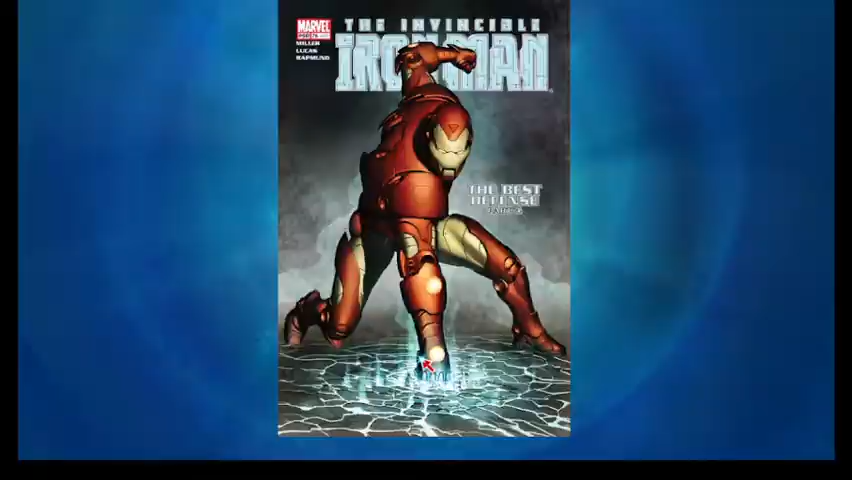 MARVEL
THE INVINCIBLE
IRON MAN
MILLER
LUCAS
RAPMUND
THE BEST
DEFENSE